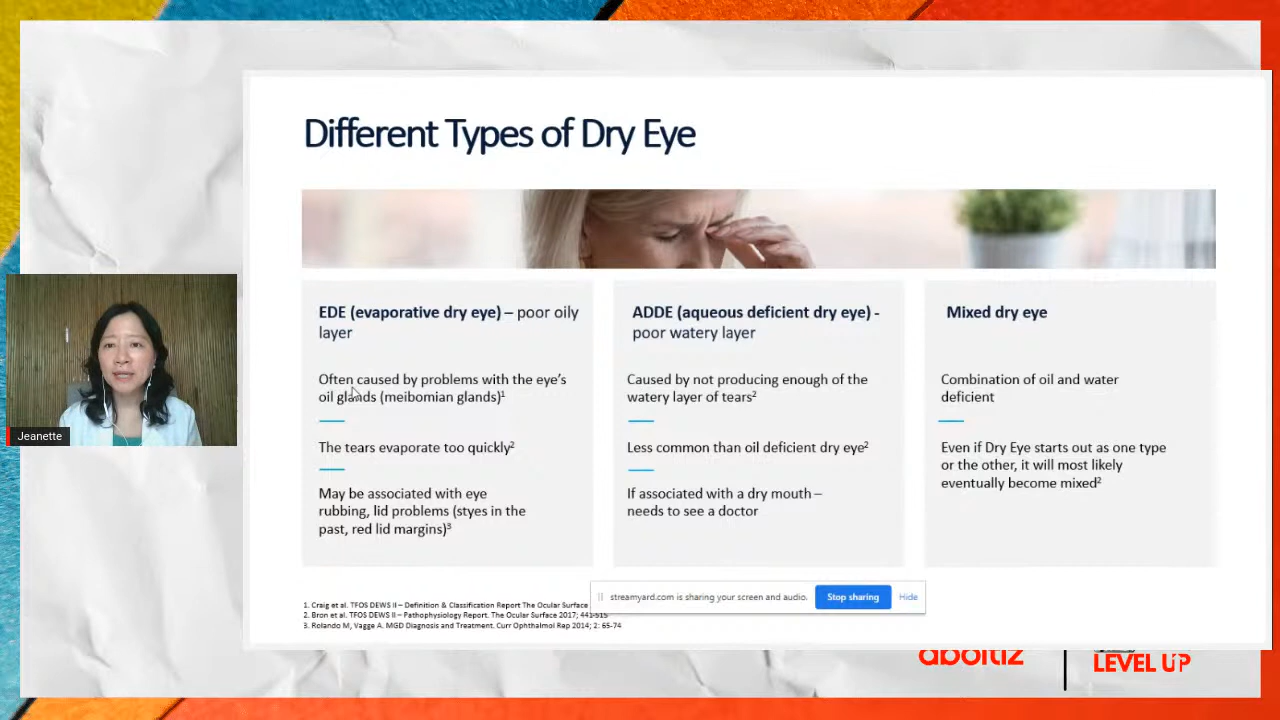 Different Types of Dry Eye
EDE (evaporative dry eye) – poor oily
layer
Often caused by problems with the eye's
oil glands (meibomian glands)¹
The tears evaporate too quickly²
May be associated with eye
rubbing, lid problems (styes in the
past, red lid margins)³
ADDE (aqueous deficient dry eye) -
poor watery layer
Caused by not producing enough of the
watery layer of tears²
Less common than oil deficient dry eye²
If associated with a dry mouth –
needs to see a doctor
Mixed dry eye
Combination of oil and water
deficient
Even if Dry Eye starts out as one type
or the other, it will most likely
eventually become mixed²
Jeanette
1. Craig et al. TFOS DEWS II – Definition & Classification Report The Ocular Surface
2. Bron et al. TFOS DEWS II – Pathophysiology Report. The Ocular Surface 2017; 441-515
3. Rolando M, Vagge A. MGD Diagnosis and Treatment. Curr Ophthalmol Rep 2014; 2: 65-74
streamyard.com is sharing your screen and audio.
Stop sharing
Hide
aboitiz
LEVEL UP